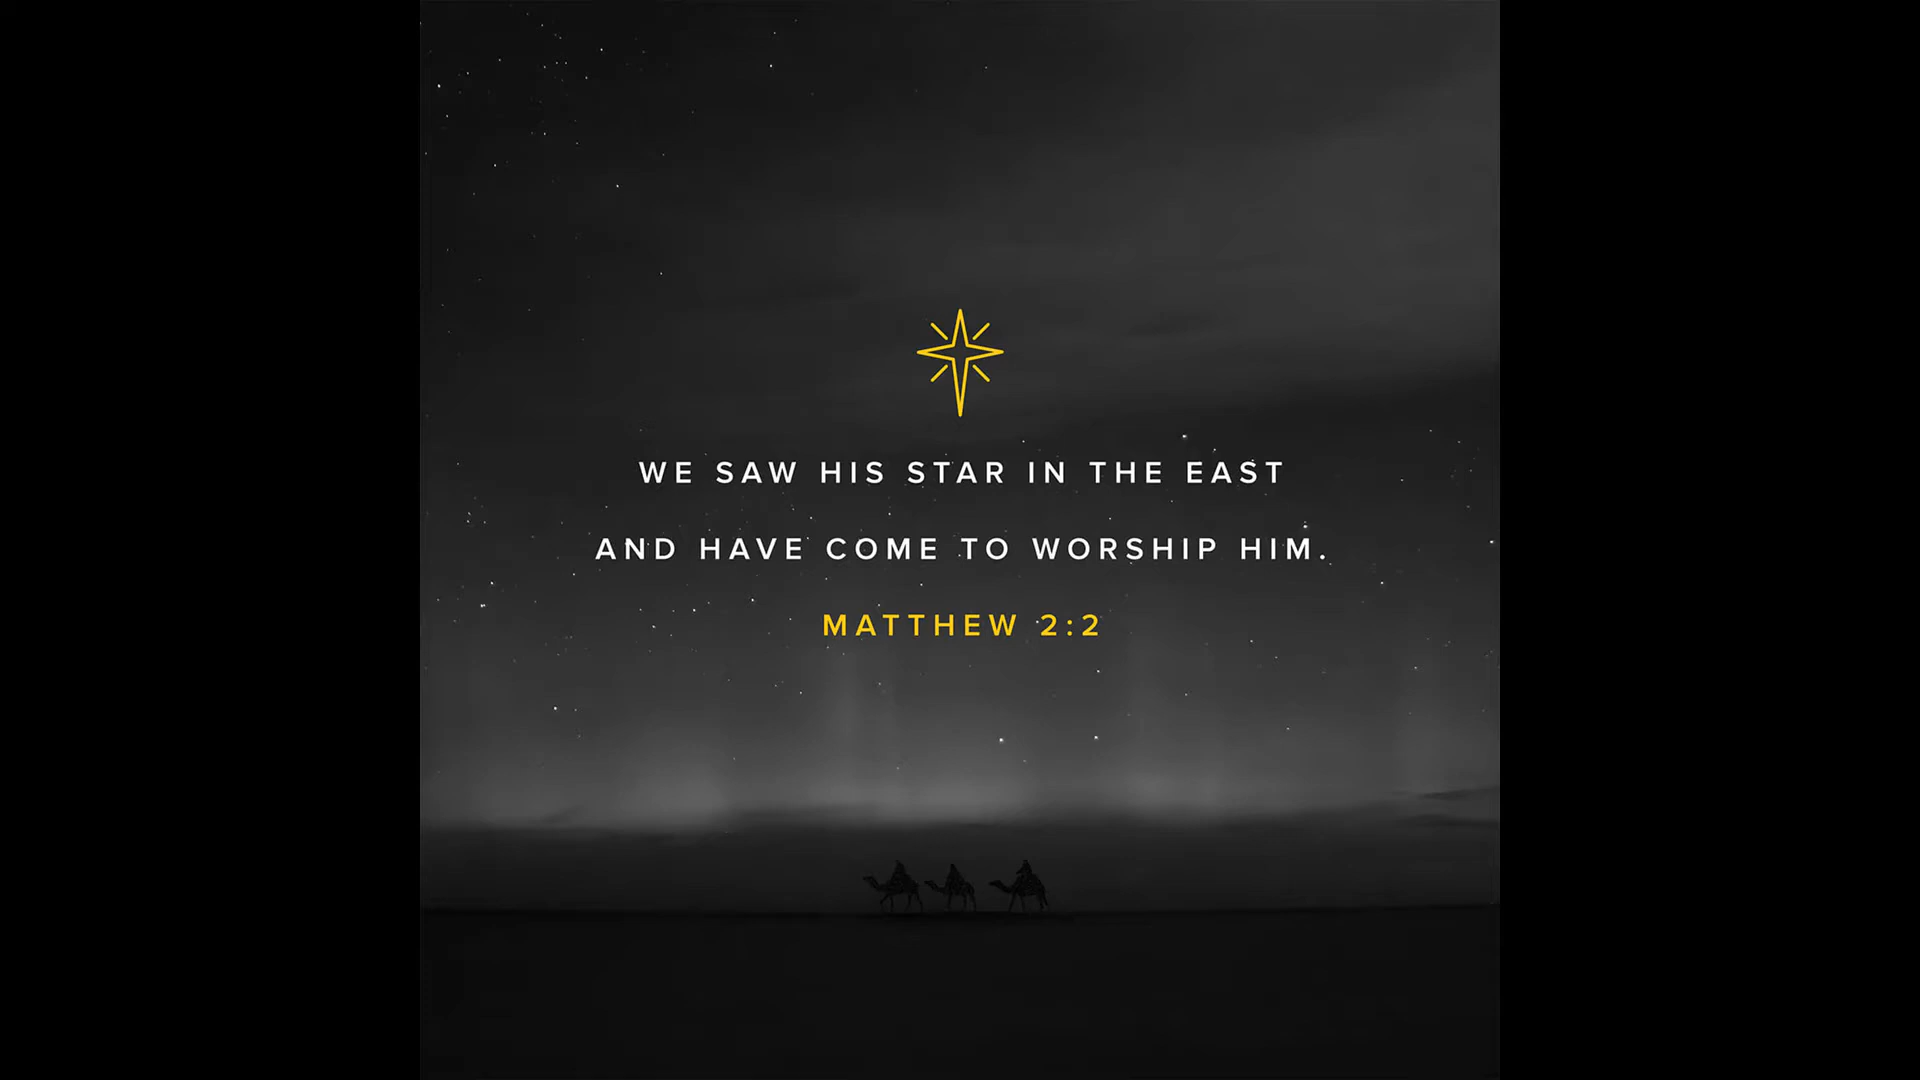 WE SAW HIS STAR IN THE EAST
AND HAVE COME TO WORSHIP HIM.
MATTHEW 2:2